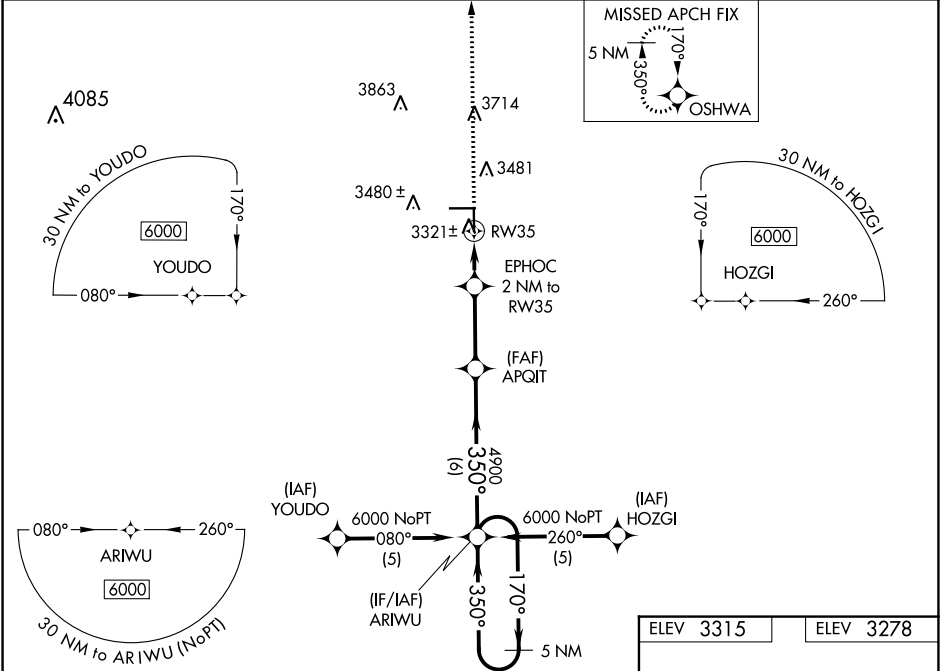 MISSED APCH FIX
5 NM
350°
170°
OSHWA
4085
3863
3714
3481
3480 ±
3321±
RW35
30 NM to YOUDO
170°
6000
YOUDO
080°
EPHOC
2 NM to
RW35
30 NM to HOZGI
170°
6000
HOZGI
260°
(FAF)
APQIT
4900
350°
(6)
(IAF)
YOUDO
6000 NoPT
080°
(5)
6000 NoPT
260°
(5)
(IAF)
HOZGI
(IF/IAF)
ARIWU
350°
170°
5 NM
080°
260°
ARIWU
6000
30 NM to ARIWU (NoPT)
ELEV 3315
ELEV 3278